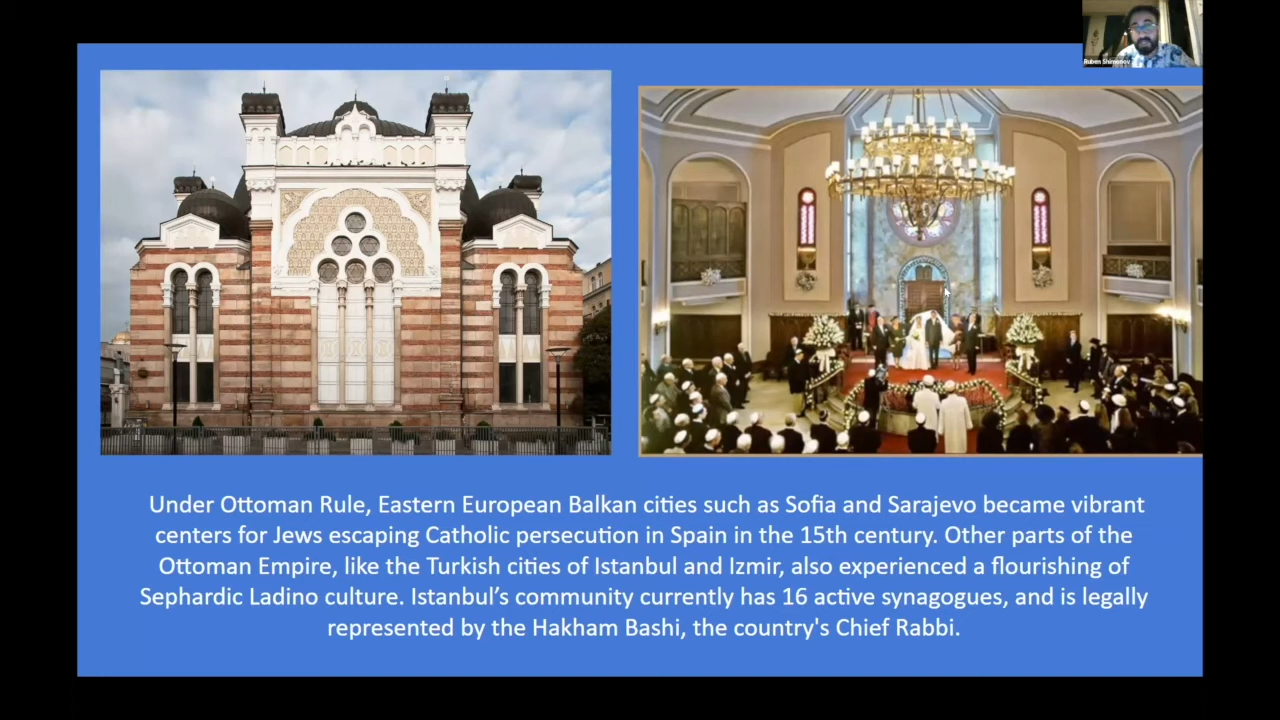 Ruben Shimonov
Under Ottoman Rule, Eastern European Balkan cities such as Sofia and Sarajevo became vibrant
centers for Jews escaping Catholic persecution in Spain in the 15th century. Other parts of the
Ottoman Empire, like the Turkish cities of Istanbul and Izmir, also experienced a flourishing of
Sephardic Ladino culture. Istanbul’s community currently has 16 active synagogues, and is legally
represented by the Hakham Bashi, the country's Chief Rabbi.